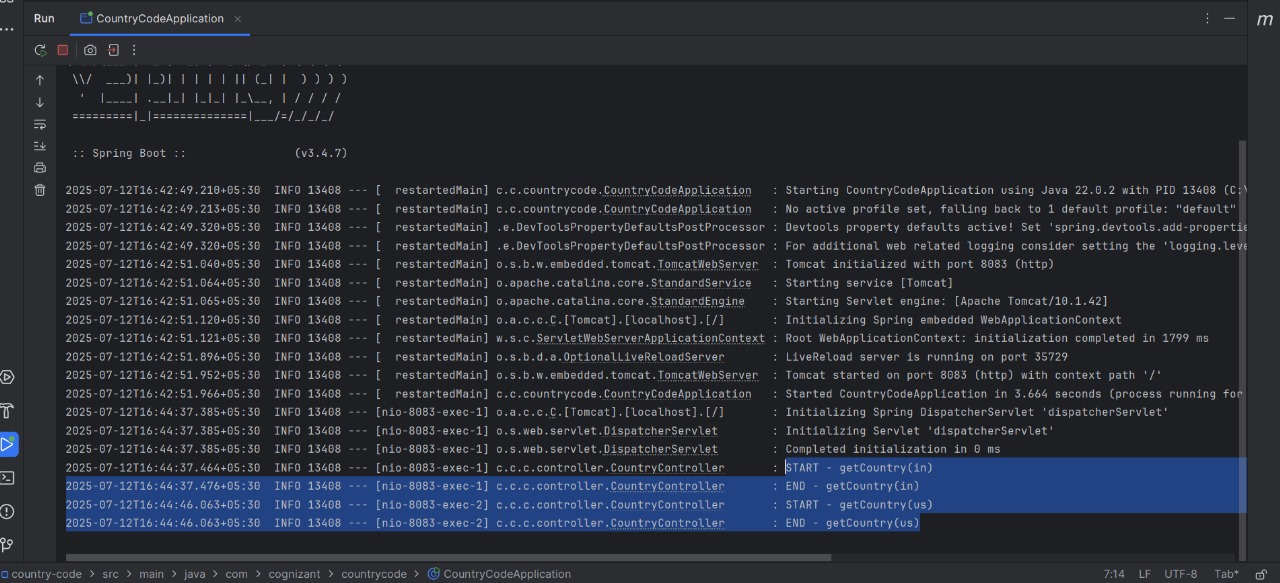 Run CountryCodeApplication ×
m
\\/  ___)| |_)| | | | | || (_| |  ) ) ) )
 '  |____| .__|_| |_|_| |_\__, | / / / /
=========|_|==============|___/=/_/_/_/
:: Spring Boot ::                (v3.4.7)
2025-07-12T16:42:49.210+05:30  INFO 13408 --- [  restartedMain] c.c.countrycode.CountryCodeApplication   : Starting CountryCodeApplication using Java 22.0.2 with PID 13408 (C:\
2025-07-12T16:42:49.213+05:30  INFO 13408 --- [  restartedMain] c.c.countrycode.CountryCodeApplication   : No active profile set, falling back to 1 default profile: "default"
2025-07-12T16:42:49.320+05:30  INFO 13408 --- [  restartedMain] .e.DevToolsPropertyDefaultsPostProcessor : Devtools property defaults active! Set 'spring.devtools.add-propertie
2025-07-12T16:42:49.320+05:30  INFO 13408 --- [  restartedMain] .e.DevToolsPropertyDefaultsPostProcessor : For additional web related logging consider setting the 'logging.leve
2025-07-12T16:42:51.040+05:30  INFO 13408 --- [  restartedMain] o.s.b.w.embedded.tomcat.TomcatWebServer  : Tomcat initialized with port 8083 (http)
2025-07-12T16:42:51.064+05:30  INFO 13408 --- [  restartedMain] o.apache.catalina.core.StandardService   : Starting service [Tomcat]
2025-07-12T16:42:51.065+05:30  INFO 13408 --- [  restartedMain] o.apache.catalina.core.StandardEngine    : Starting Servlet engine: [Apache Tomcat/10.1.42]
2025-07-12T16:42:51.120+05:30  INFO 13408 --- [  restartedMain] o.a.c.c.C.[Tomcat].[localhost].[/]       : Initializing Spring embedded WebApplicationContext
2025-07-12T16:42:51.121+05:30  INFO 13408 --- [  restartedMain] w.s.c.ServletWebServerApplicationContext : Root WebApplicationContext: initialization completed in 1799 ms
2025-07-12T16:42:51.896+05:30  INFO 13408 --- [  restartedMain] o.s.b.d.a.OptionalLiveReloadServer       : LiveReload server is running on port 35729
2025-07-12T16:42:51.952+05:30  INFO 13408 --- [  restartedMain] o.s.b.w.embedded.tomcat.TomcatWebServer  : Tomcat started on port 8083 (http) with context path '/'
2025-07-12T16:42:51.966+05:30  INFO 13408 --- [  restartedMain] c.c.countrycode.CountryCodeApplication   : Started CountryCodeApplication in 3.664 seconds (process running for
2025-07-12T16:44:37.385+05:30  INFO 13408 --- [nio-8083-exec-1] o.a.c.c.C.[Tomcat].[localhost].[/]       : Initializing Spring DispatcherServlet 'dispatcherServlet'
2025-07-12T16:44:37.385+05:30  INFO 13408 --- [nio-8083-exec-1] o.s.web.servlet.DispatcherServlet        : Initializing Servlet 'dispatcherServlet'
2025-07-12T16:44:37.385+05:30  INFO 13408 --- [nio-8083-exec-1] o.s.web.servlet.DispatcherServlet        : Completed initialization in 0 ms
2025-07-12T16:44:37.464+05:30  INFO 13408 --- [nio-8083-exec-1] c.c.c.controller.CountryController       : START - getCountry(in)
2025-07-12T16:44:37.476+05:30  INFO 13408 --- [nio-8083-exec-1] c.c.c.controller.CountryController       : END - getCountry(in)
2025-07-12T16:44:46.063+05:30  INFO 13408 --- [nio-8083-exec-2] c.c.c.controller.CountryController       : START - getCountry(us)
2025-07-12T16:44:46.063+05:30  INFO 13408 --- [nio-8083-exec-2] c.c.c.controller.CountryController       : END - getCountry(us)
country-code > src > main > java > com > cognizant > countrycode > CountryCodeApplication 7:14 LF UTF-8 Tab*